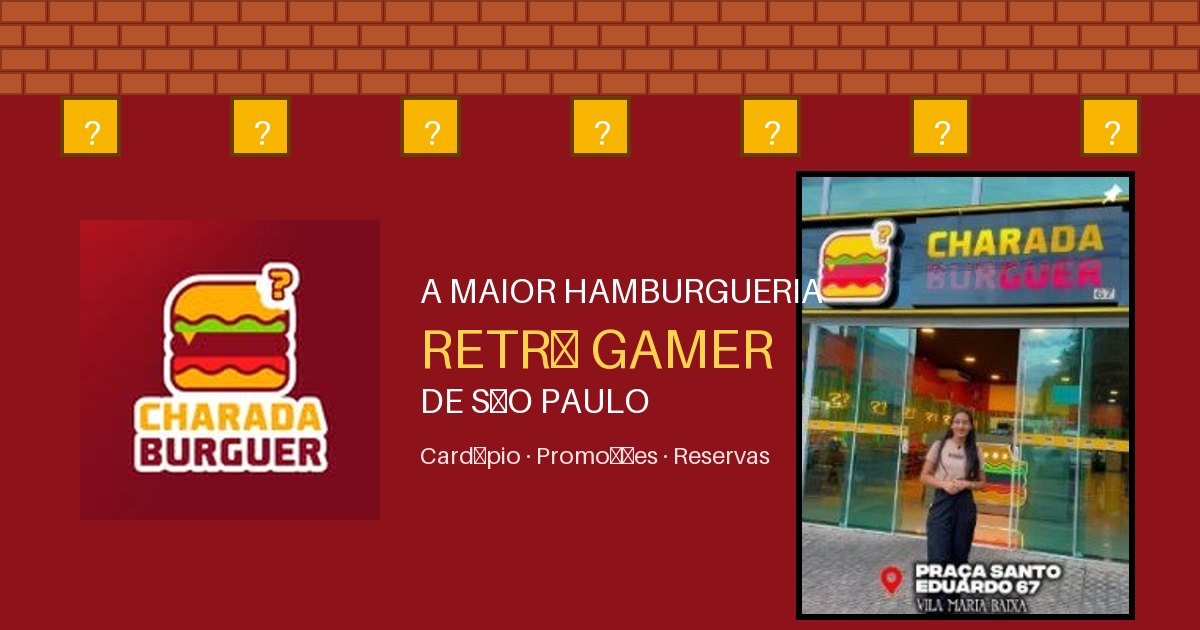 ? ? ? ? ? ? ?
?
CHARADA
BURGUER
A MAIOR HAMBURGUERIA
RETR☒ GAMER
DE S☒O PAULO
Card☒pio · Promo☒☒es · Reservas
?
CHARADA
BURGUER
67
PRAÇA SANTO
EDUARDO 67
VILA MARIA BAIXA